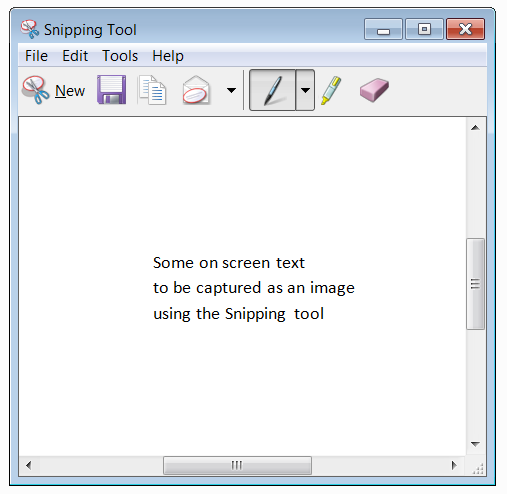 Snipping Tool
File Edit Tools Help
New
Some on screen text
to be captured as an image
using the Snipping tool